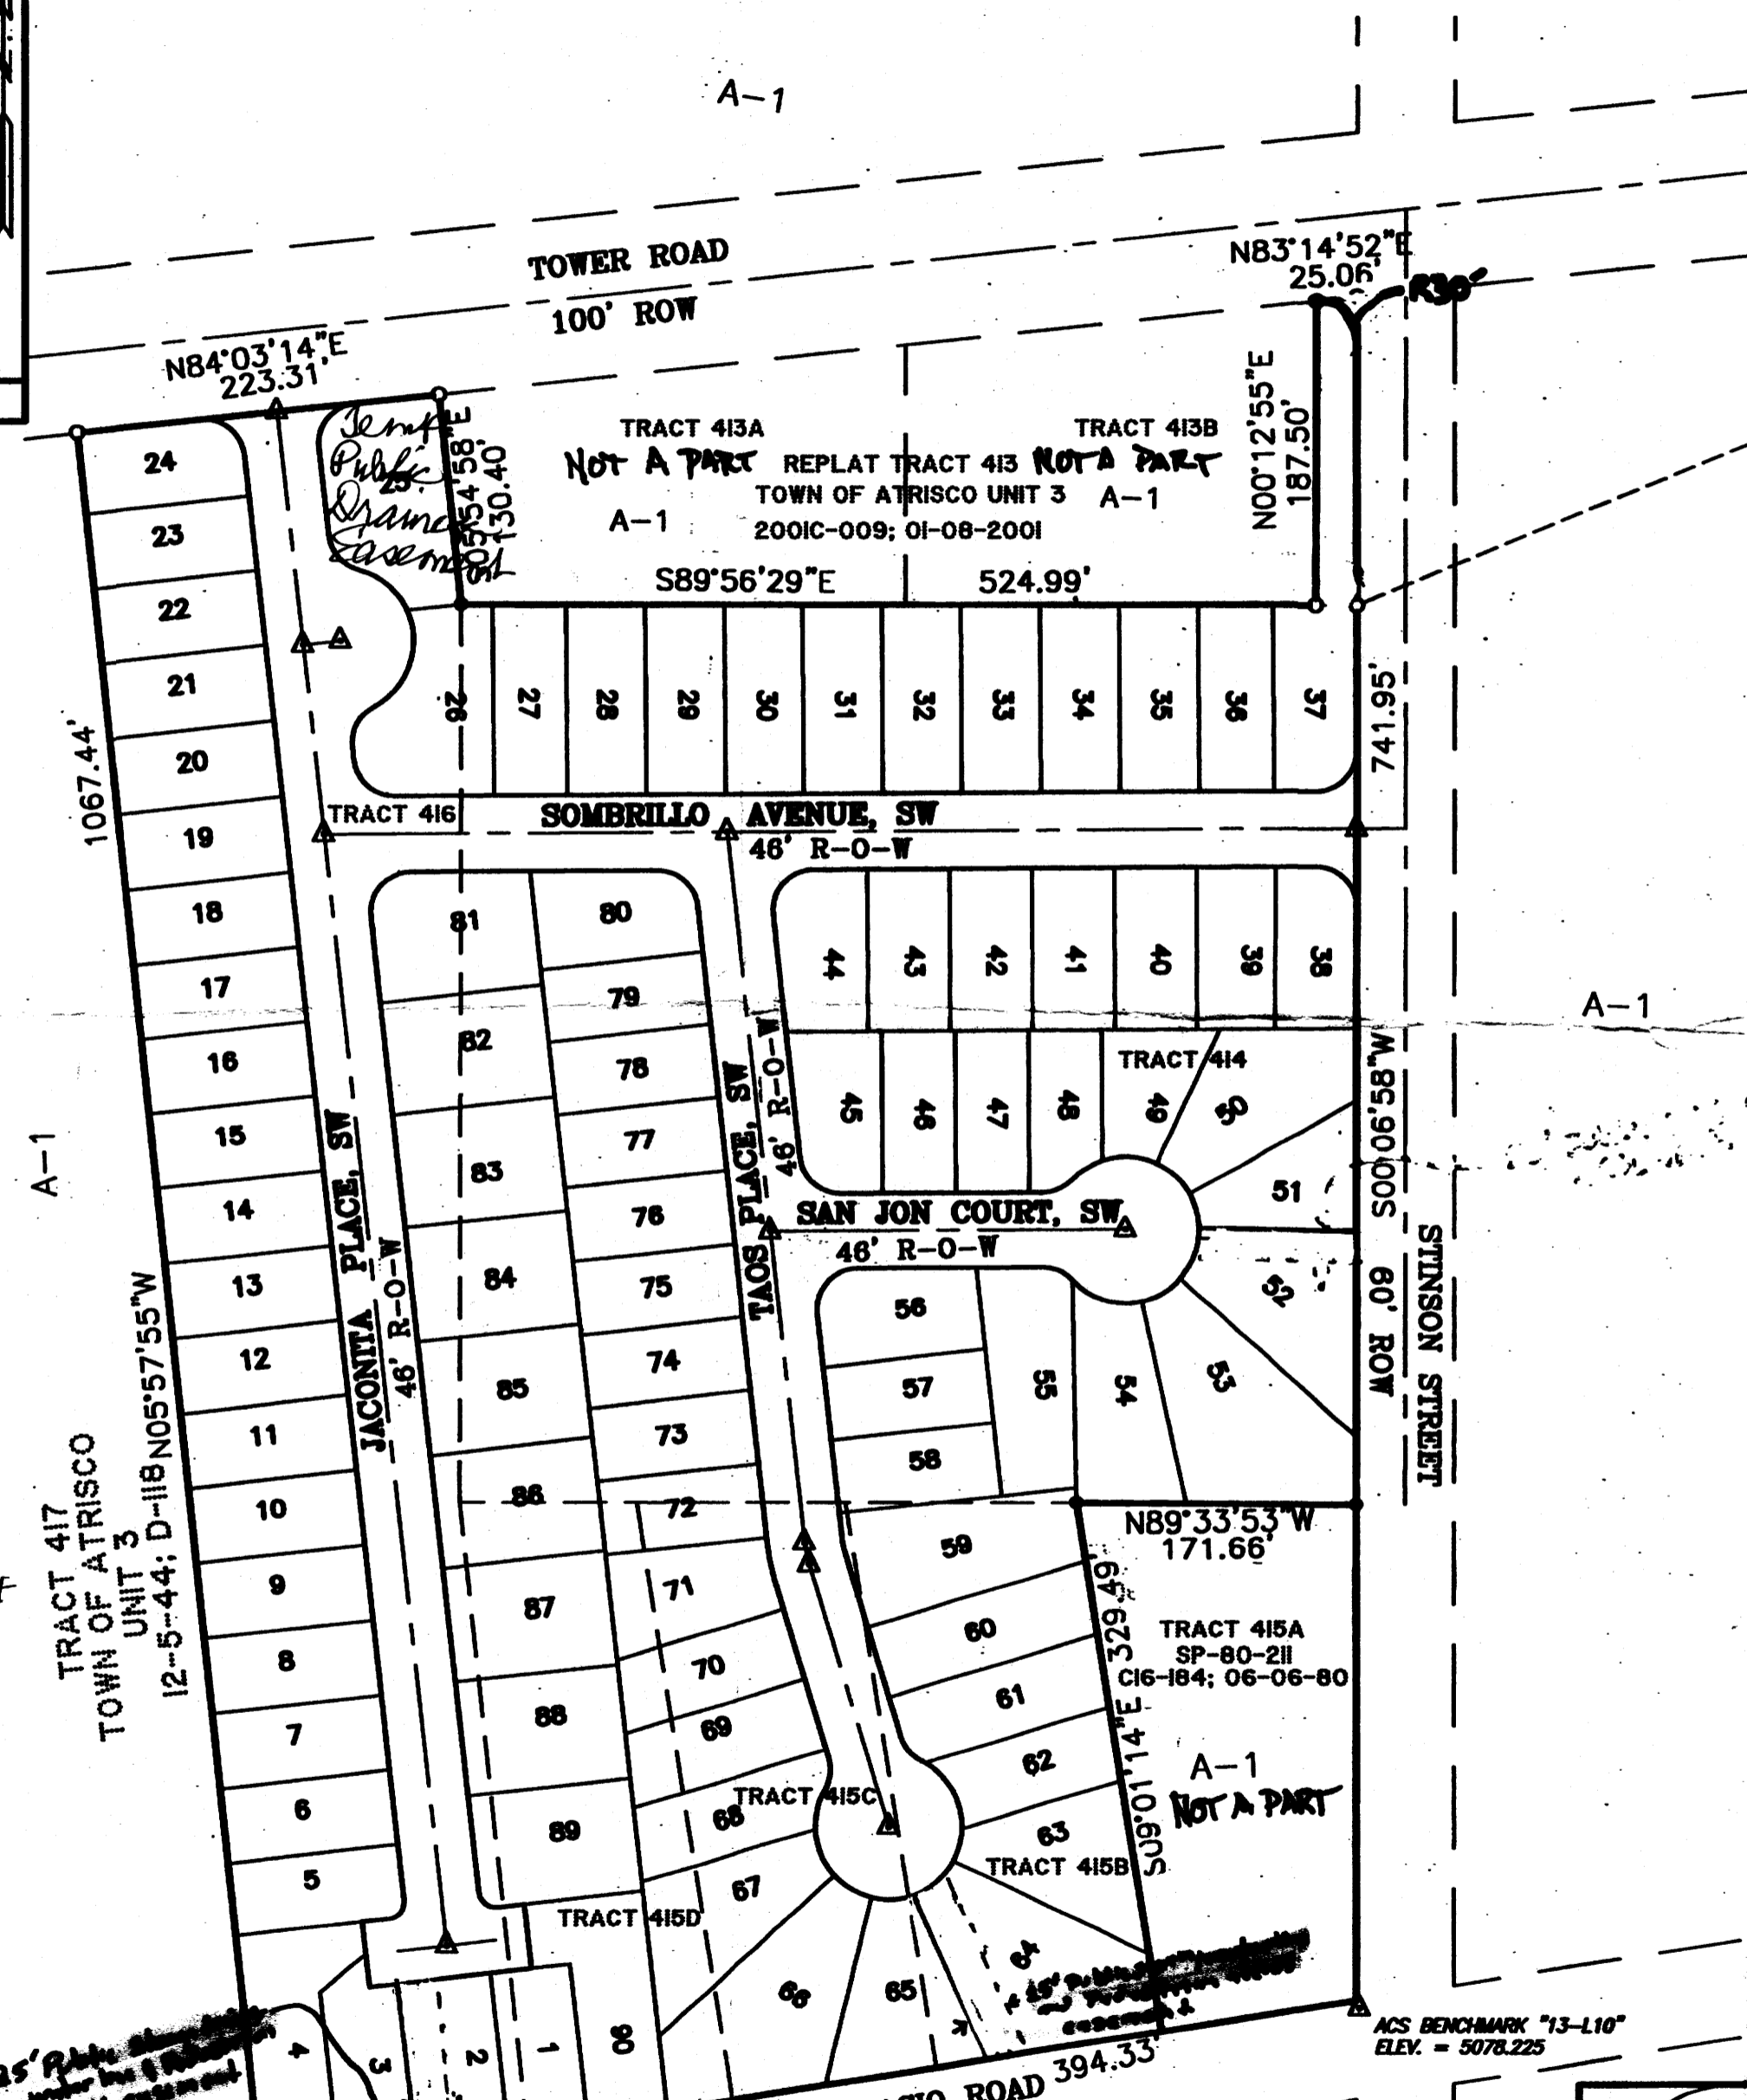 A-1
TOWER ROAD
100' ROW
N83°14'52"E
25.06'
R30'
N84°03'14"E
223.31'
Temp
Public
25'
Easement
130.40'
TRACT 413A
TRACT 413B
NOT A PART
REPLAT TRACT 413
NOT A PART
TOWN OF ATRISCO UNIT 3
A-1
A-1
2001C-009; 01-08-2001
N00°12'55"E
187.50'
S89°56'29"E
524.99'
24
23
22
21
20
19
18
17
16
15
14
13
12
11
10
9
8
7
6
5
4
3
2
1
90
26
27
28
29
30
31
32
33
34
35
36
37
741.95'
1067.44'
TRACT 416
SOMBRILLO AVENUE, SW
46' R-O-W
81
80
82
79
78
83
77
76
84
75
85
74
73
86
72
87
71
70
88
69
89
68
67
44
43
42
41
40
39
38
TRACT 414
45
46
47
48
49
50
51
52
53
54
55
56
57
58
59
60
61
62
63
64
65
66
JACONITA PLACE, SW
46' R-O-W
TAOS PLACE, SW
46' R-O-W
SAN JON COURT, SW
46' R-O-W
S00°06'58"W
STINSON STREET
60' ROW
A-1
A-1
N05°57'55"W
TRACT 417
TOWN OF ATRISCO
UNIT 3
12-5-44; D-118
N89°33'53"W
171.66'
329.49'
S09°01'14"E
TRACT 415A
SP-80-211
C16-184; 06-06-80
A-1
NOT A PART
TRACT 415C
TRACT 415B
TRACT 415D
25' Public
easement
ROAD
394.33'
ACS BENCHMARK "13-L10"
ELEV. = 5078.225